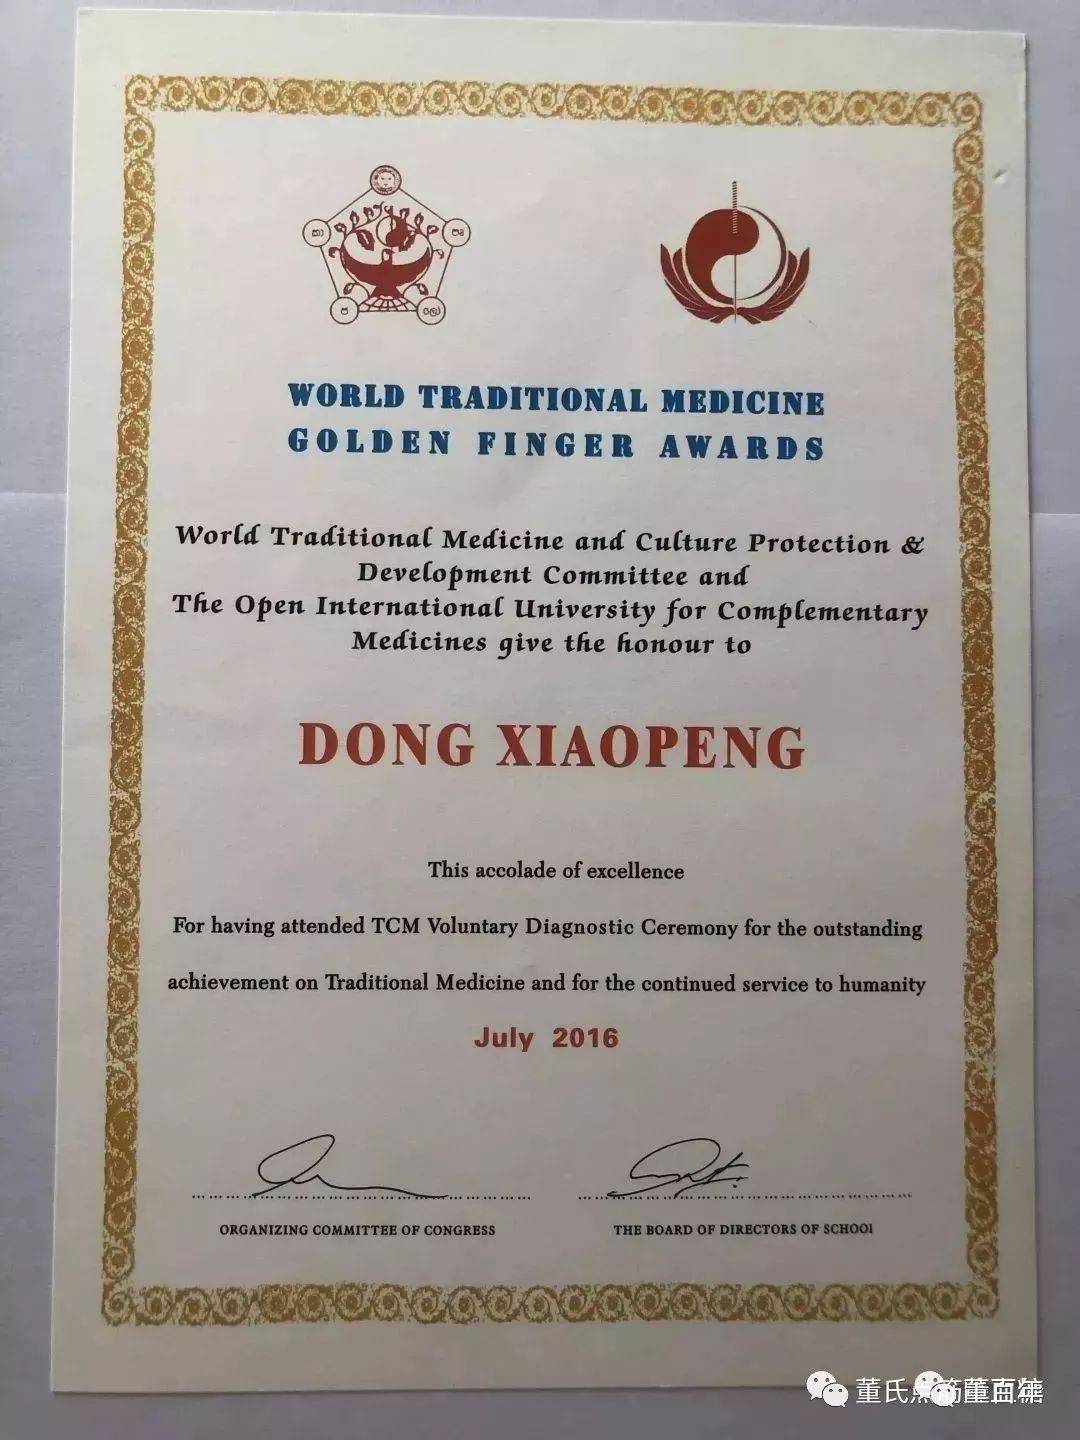 කා
පෘ
ප
ලෝ
WORLD TRADITIONAL MEDICINE
GOLDEN FINGER AWARDS
World Traditional Medicine and Culture Protection &
Development Committee and
The Open International University for Complementary
Medicines give the honour to
DONG XIAOPENG
This accolade of excellence
For having attended TCM Voluntary Diagnostic Ceremony for the outstanding
achievement on Traditional Medicine and for the continued service to humanity
July 2016
ORGANIZING COMMITTEE OF CONGRESS
THE BOARD OF DIRECTORS OF SCHOOl
董氏点筋